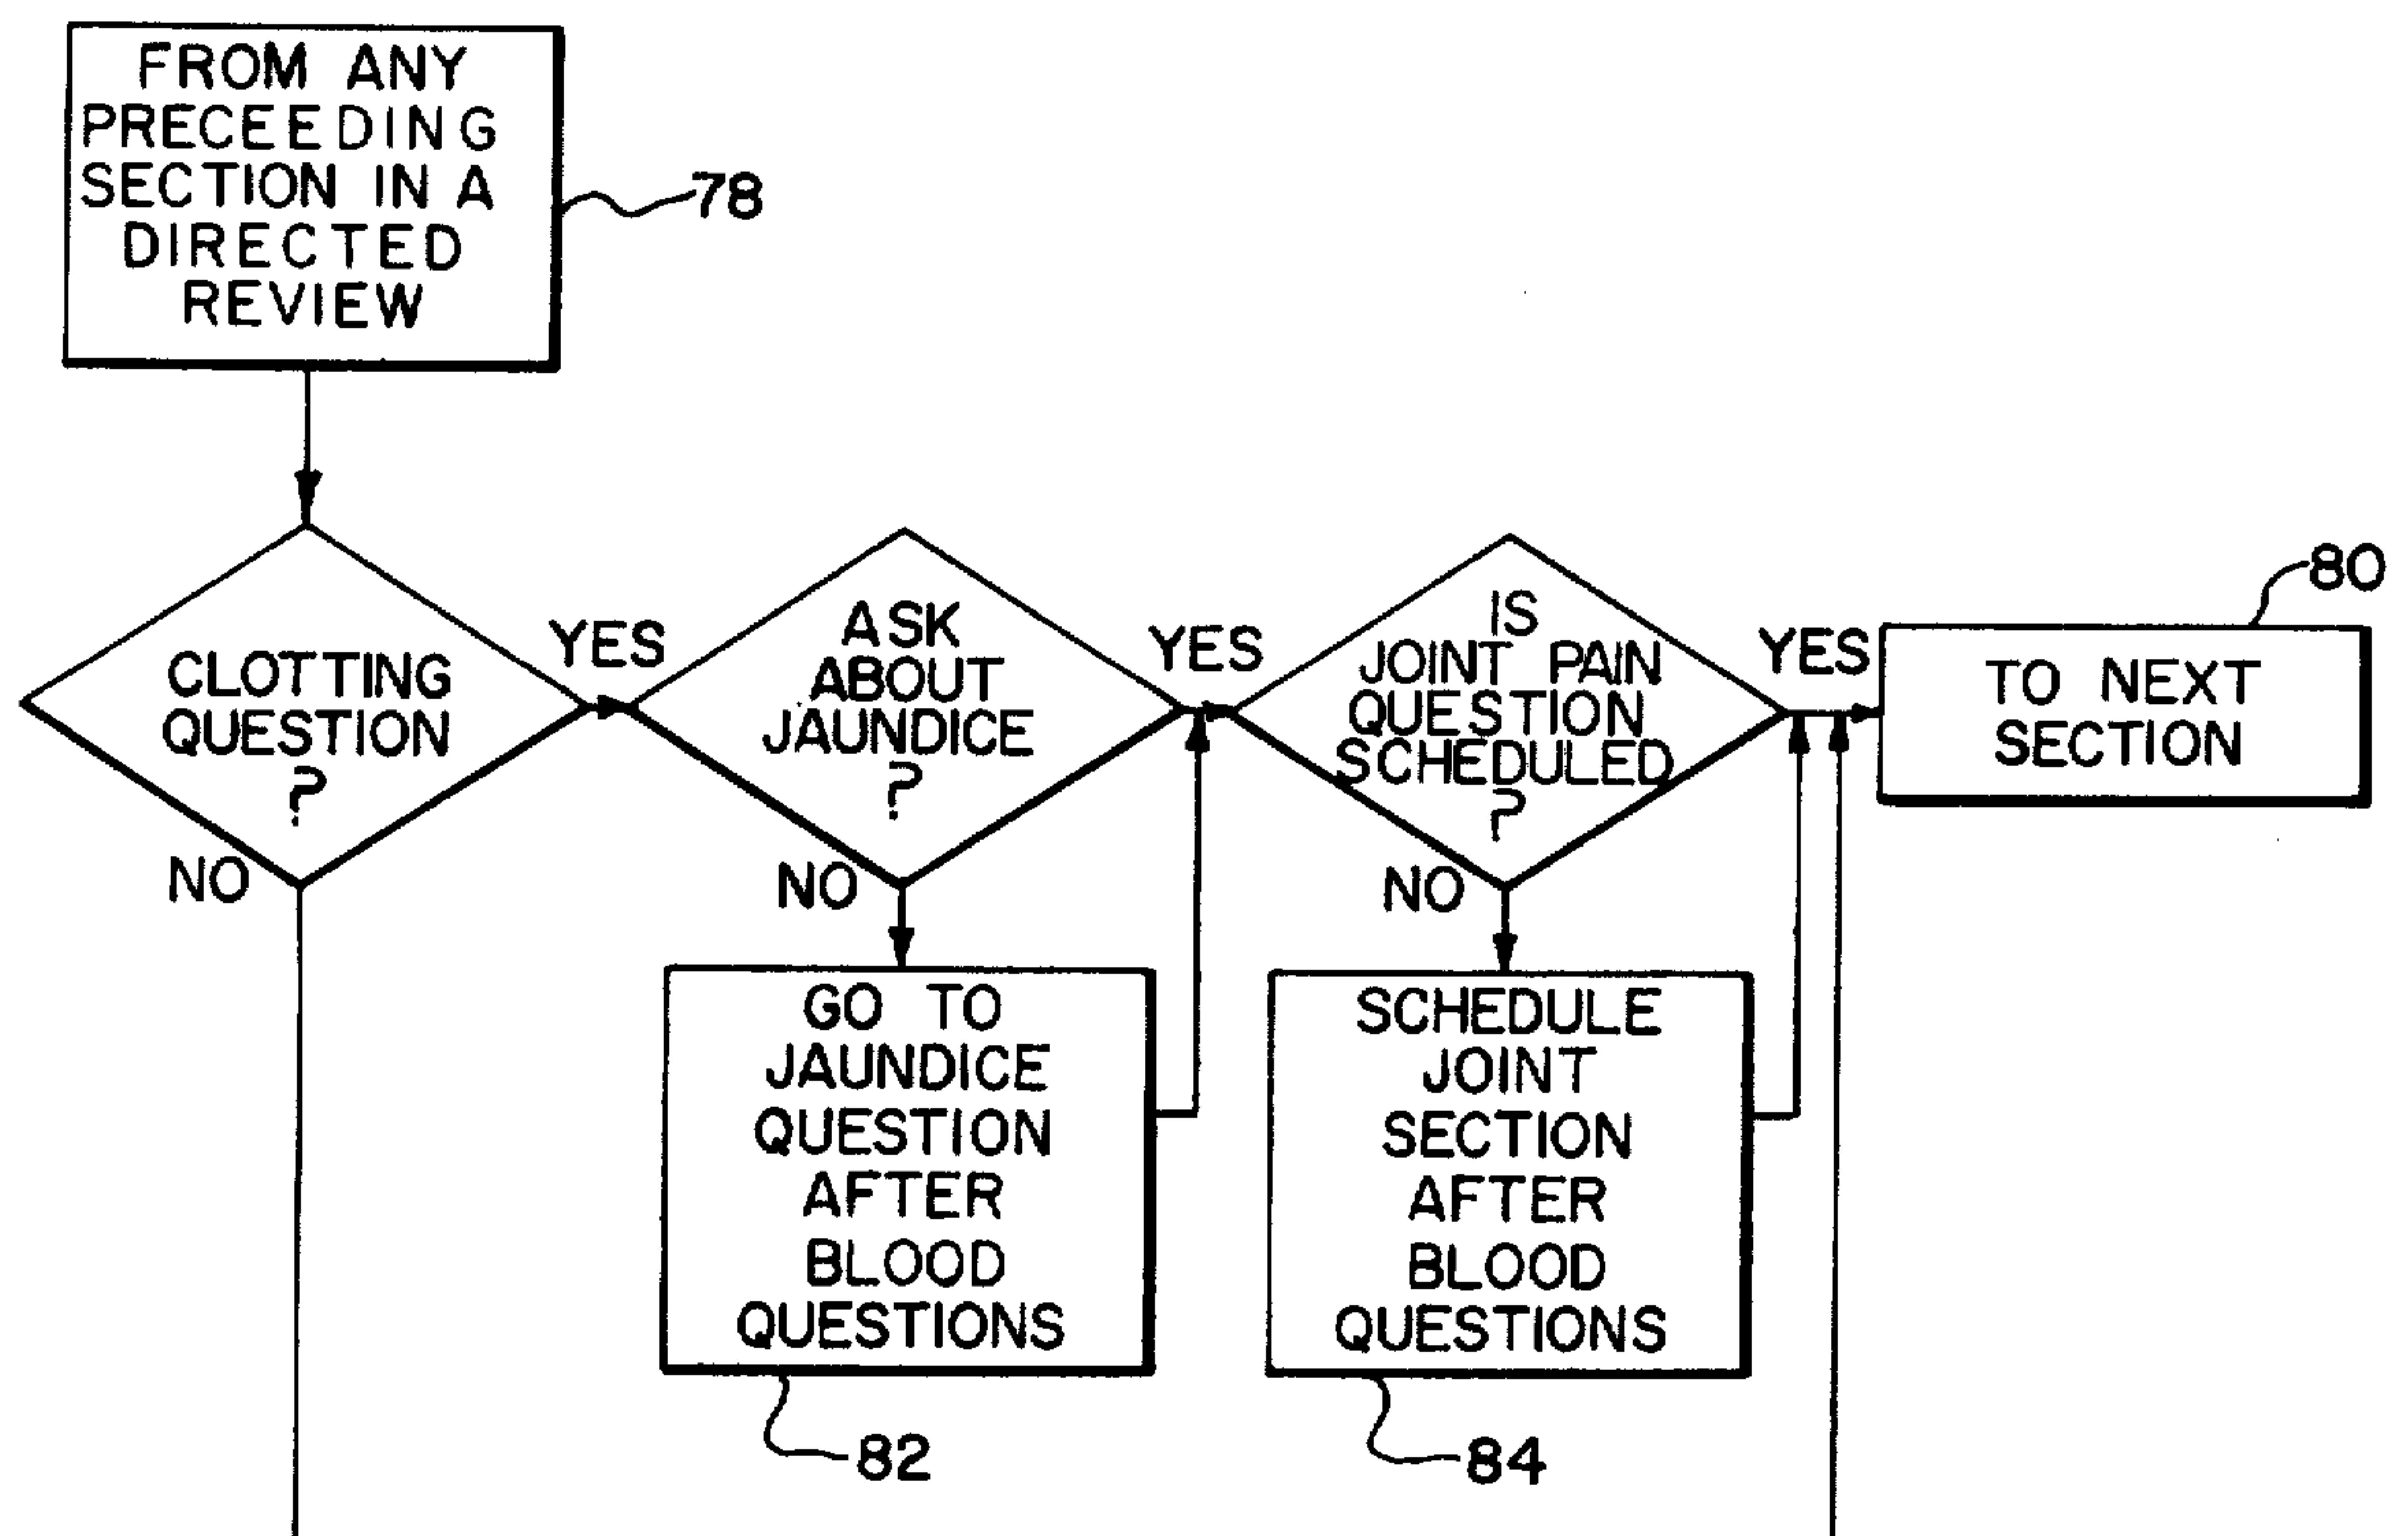 FROM ANY
PRECEEDING
SECTION IN A
DIRECTED
REVIEW
78
CLOTTING
QUESTION
?
YES
NO
ASK
ABOUT
JAUNDICE
?
YES
NO
IS
JOINT PAIN
QUESTION
SCHEDULED
?
YES
NO
80
TO NEXT
SECTION
GO TO
JAUNDICE
QUESTION
AFTER
BLOOD
QUESTIONS
82
SCHEDULE
JOINT
SECTION
AFTER
BLOOD
QUESTIONS
84